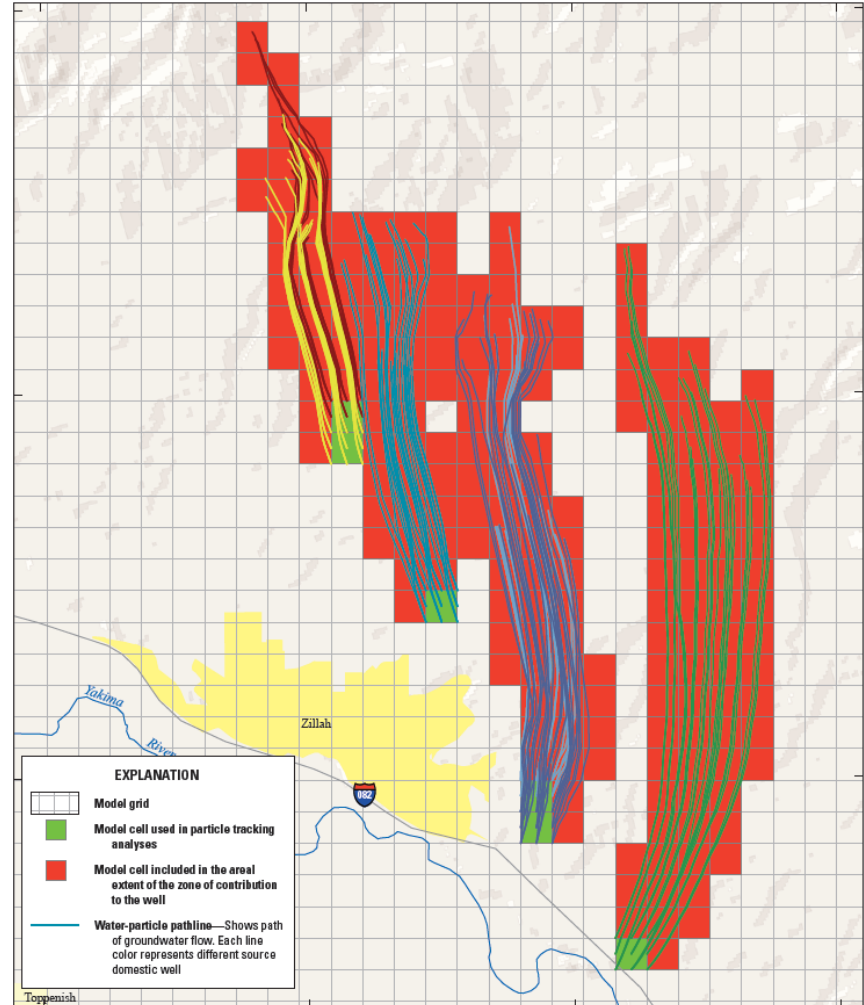 Yakima
River
Zillah
082
EXPLANATION
Model grid
Model cell used in particle tracking
analyses
Model cell included in the areal
extent of the zone of contribution
to the well
Water-particle pathline—Shows path
of groundwater flow. Each line
color represents different source
domestic well
Toppenish